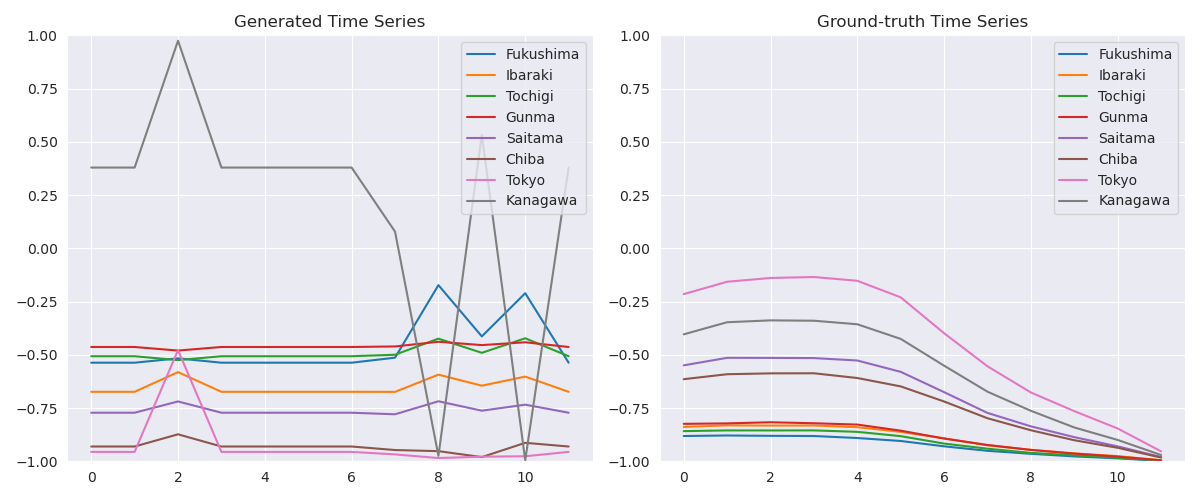 Generated Time Series
1.00
0.75
0.50
0.25
0.00
−0.25
−0.50
−0.75
−1.00
0 2 4 6 8 10
Fukushima
Ibaraki
Tochigi
Gunma
Saitama
Chiba
Tokyo
Kanagawa
Ground-truth Time Series
1.00
0.75
0.50
0.25
0.00
−0.25
−0.50
−0.75
−1.00
0 2 4 6 8 10
Fukushima
Ibaraki
Tochigi
Gunma
Saitama
Chiba
Tokyo
Kanagawa